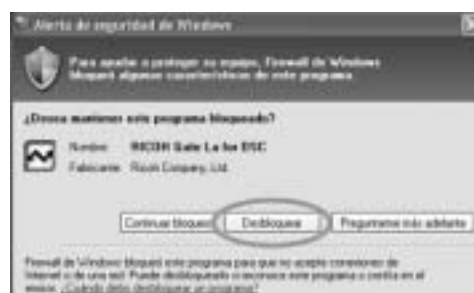 Alerta de seguridad de Windows
Para ayudar a proteger su equipo, Firewall de Windows
bloqueó algunas características de este programa.
¿Desea mantener este programa bloqueado?
Nombre RICOH Gate La for DSC
Fabricante Ricoh Company, Ltd.
Continuar bloqueo Desbloquear Preguntarme más adelante
Firewall de Windows bloqueó este programa para que no acepte conexiones de
Internet o de una red. Puede desbloquearlo si reconoce este programa o confía en el
emisor. ¿Cuándo debo desbloquear un programa?